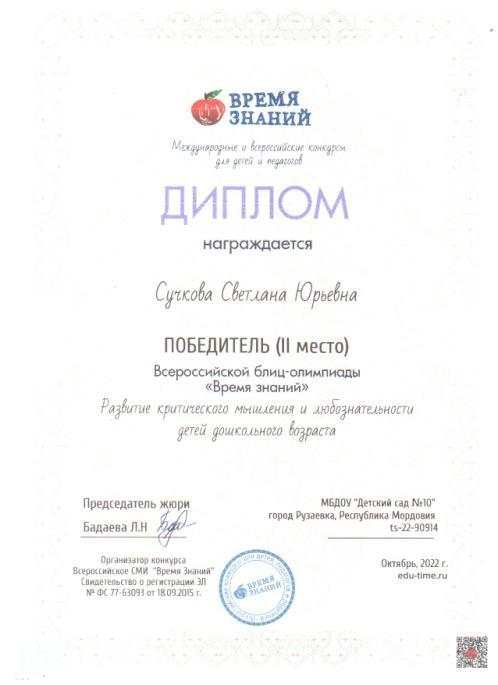 ВРЕМЯ
ЗНАНИЙ
Международные и всероссийские конкурсы
для детей и педагогов
ДИПЛОМ
награждается
Сучкова Светлана Юрьевна
ПОБЕДИТЕЛЬ (II место)
Всероссийской блиц-олимпиады
«Время знаний»
Развитие критического мышления и любознательности
детей дошкольного возраста
Председатель жюри
Бадаева Л.Н
МБДОУ "Детский сад №10"
город Рузаевка, Республика Мордовия
ts-22-90914
Организатор конкурса
Всероссийское СМИ "Время Знаний"
Свидетельство о регистрации ЭЛ
№ ФС 77-63093 от 18.09.2015 г.
ВРЕМЯ
ЗНАНИЙ
Октябрь, 2022 г.
edu-time.ru